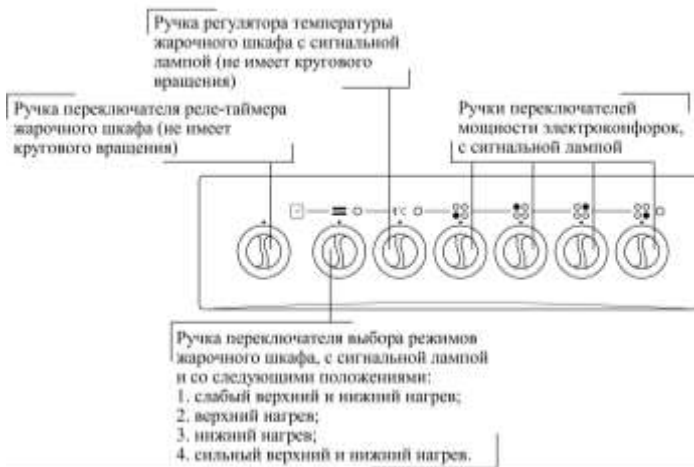 Ручка регулятора температуры
жарочного шкафа с сигнальной
лампой (не имеет кругового
вращения)
Ручка переключателя реле-таймера
жарочного шкафа (не имеет
кругового вращения)
Ручки переключателей
мощности электроконфорок,
с сигнальной лампой
t°C
Ручка переключателя выбора режимов
жарочного шкафа, с сигнальной лампой
и со следующими положениями:
1. слабый верхний и нижний нагрев;
2. верхний нагрев;
3. нижний нагрев;
4. сильный верхний и нижний нагрев.